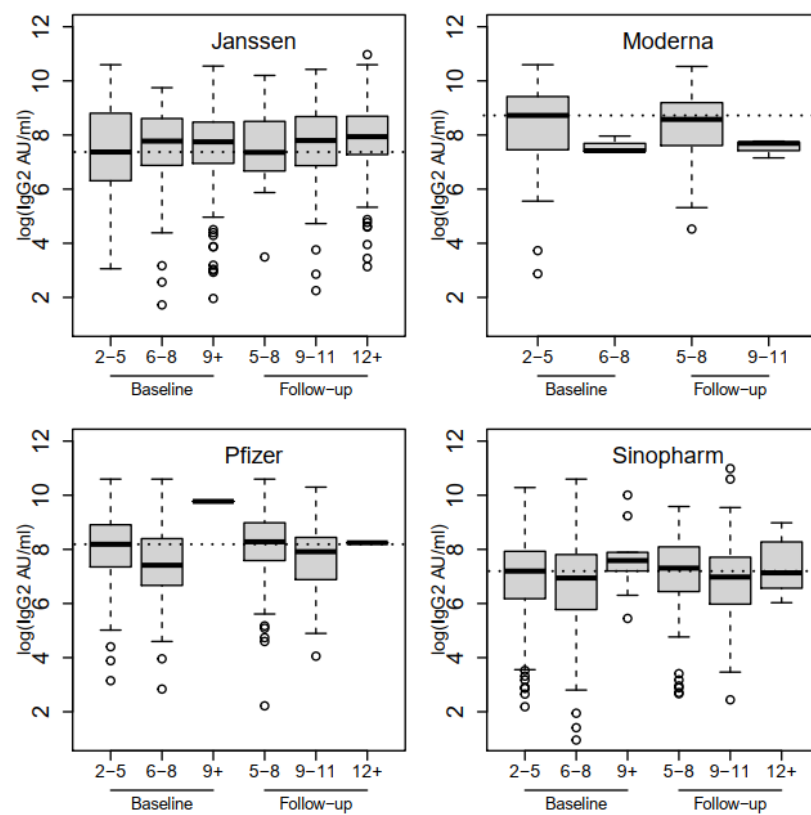 Janssen
log(IgG2 AU/ml)
12
10
8
6
4
2
2−5 6−8 9+ 5−8 9−11 12+
Baseline Follow−up
Moderna
log(IgG2 AU/ml)
12
10
8
6
4
2
2−5 6−8 5−8 9−11
Baseline Follow−up
Pfizer
log(IgG2 AU/ml)
12
10
8
6
4
2
2−5 6−8 9+ 5−8 9−11 12+
Baseline Follow−up
Sinopharm
log(IgG2 AU/ml)
12
10
8
6
4
2
2−5 6−8 9+ 5−8 9−11 12+
Baseline Follow−up